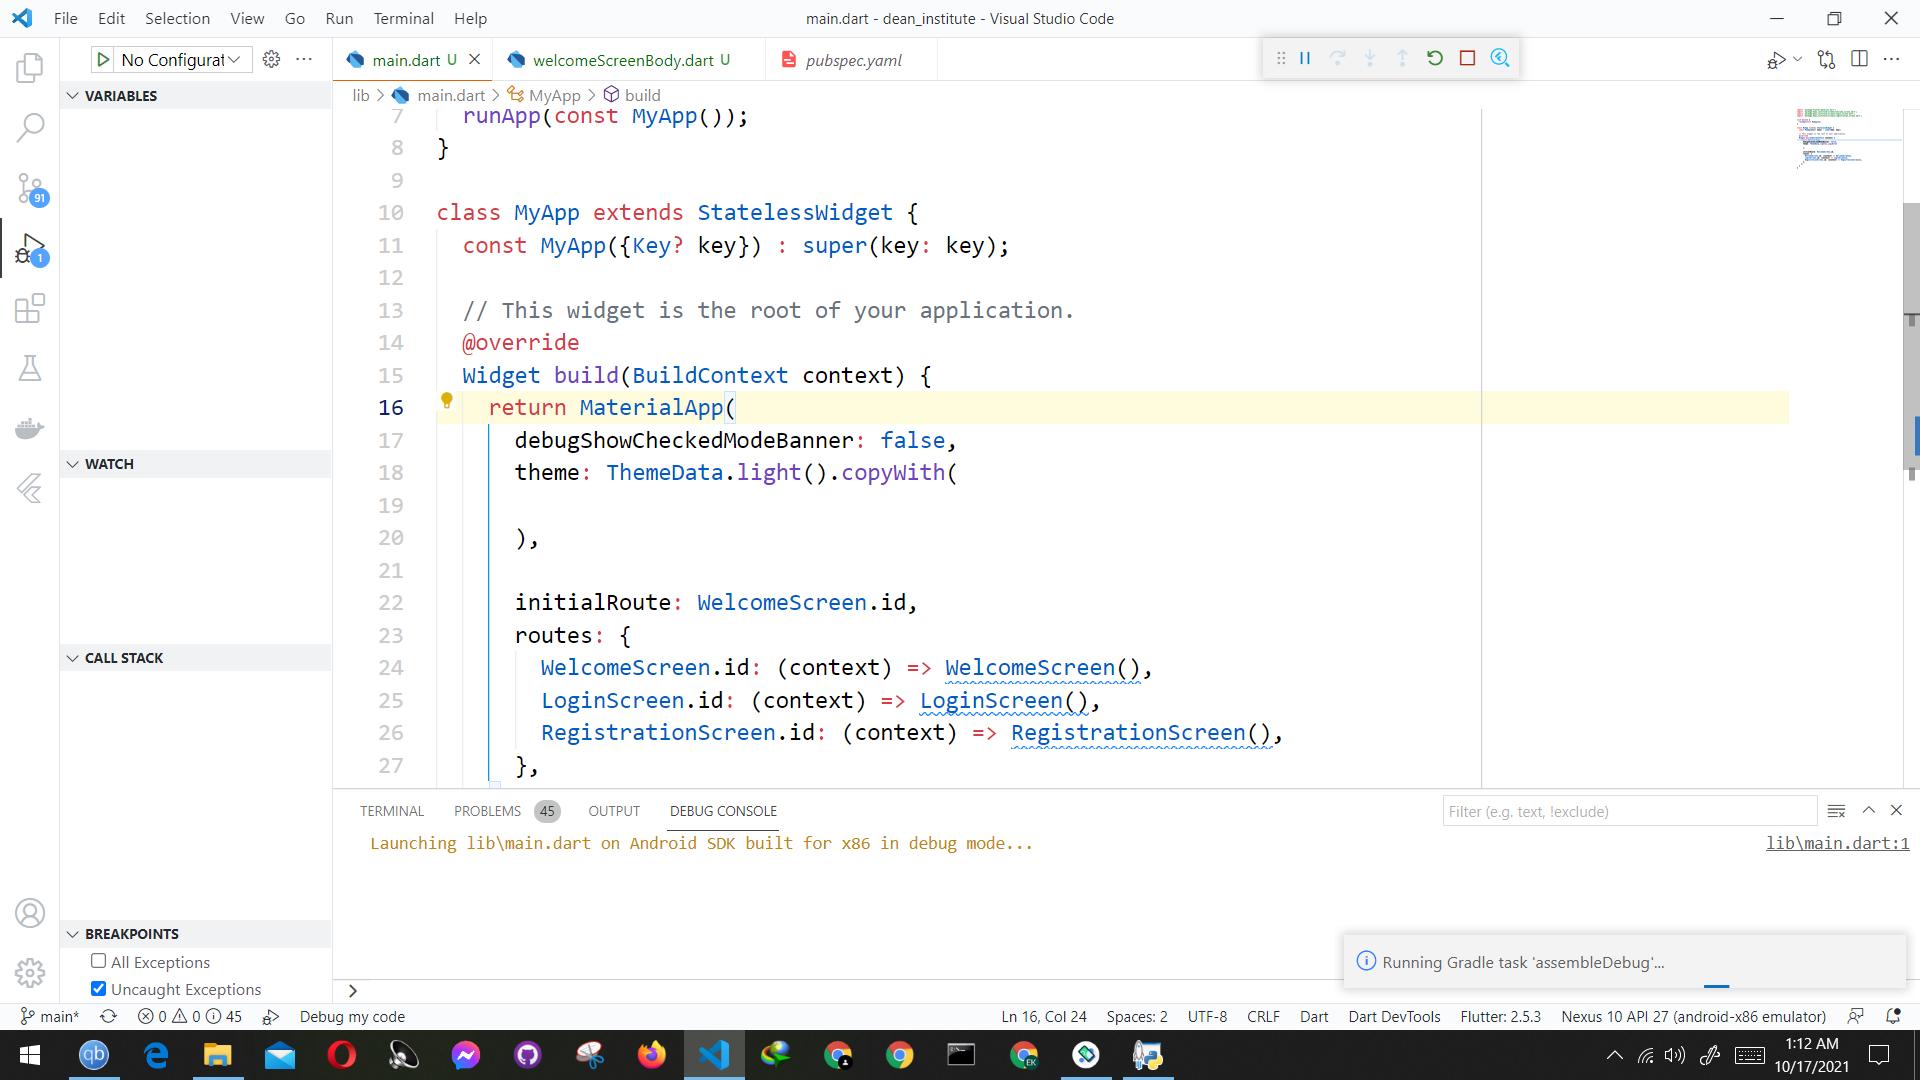 File Edit Selection View Go Run Terminal Help
main.dart - dean_institute - Visual Studio Code
No Configurat
main.dart U
welcomeScreenBody.dart U
pubspec.yaml
VARIABLES
lib > main.dart > MyApp > build
7 runApp(const MyApp());
8 }
9
10 class MyApp extends StatelessWidget {
11 const MyApp({Key? key}) : super(key: key);
12
13 // This widget is the root of your application.
14 @override
15 Widget build(BuildContext context) {
16 return MaterialApp(
17 debugShowCheckedModeBanner: false,
18 theme: ThemeData.light().copyWith(
19
20 ),
21
22 initialRoute: WelcomeScreen.id,
23 routes: {
24 WelcomeScreen.id: (context) => WelcomeScreen(),
25 LoginScreen.id: (context) => LoginScreen(),
26 RegistrationScreen.id: (context) => RegistrationScreen(),
27 },
91
1
WATCH
CALL STACK
BREAKPOINTS
All Exceptions
Uncaught Exceptions
TERMINAL PROBLEMS 45 OUTPUT DEBUG CONSOLE
Filter (e.g. text, !exclude)
Launching lib\main.dart on Android SDK built for x86 in debug mode...
lib\main.dart:1
Running Gradle task 'assembleDebug'...
main* 0 0 45 Debug my code
Ln 16, Col 24 Spaces: 2 UTF-8 CRLF Dart Dart DevTools Flutter: 2.5.3 Nexus 10 API 27 (android-x86 emulator)
qb
EK
1:12 AM
10/17/2021